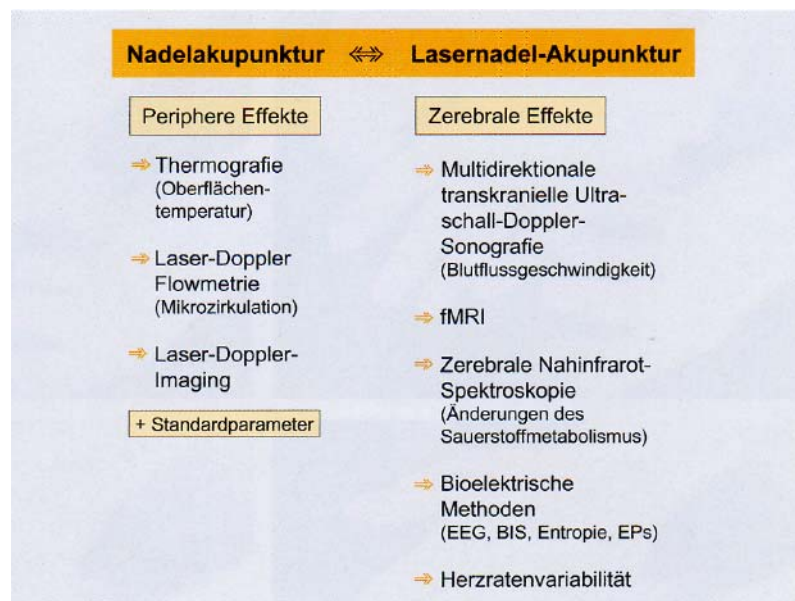 Nadelakupunktur ⇔ Lasernadel-Akupunktur
Periphere Effekte
⇒ Thermografie
(Oberflächen-
temperatur)
⇒ Laser-Doppler
Flowmetrie
(Mikrozirkulation)
⇒ Laser-Doppler-
Imaging
+ Standardparameter
Zerebrale Effekte
⇒ Multidirektionale
transkranielle Ultra-
schall-Doppler-
Sonografie
(Blutflussgeschwindigkeit)
⇒ fMRI
⇒ Zerebrale Nahinfrarot-
Spektroskopie
(Änderungen des
Sauerstoffmetabolismus)
⇒ Bioelektrische
Methoden
(EEG, BIS, Entropie, EPs)
⇒ Herzratenvariabilität